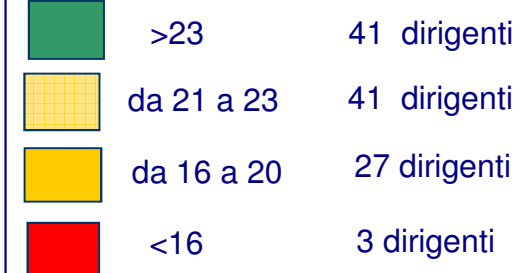 >23 41 dirigenti
da 21 a 23 41 dirigenti
da 16 a 20 27 dirigenti
<16 3 dirigenti